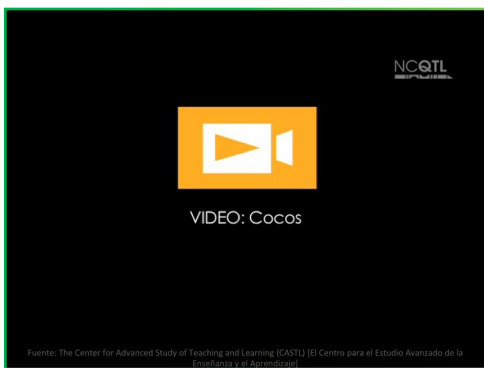 NCQTL
VIDEO: Cocos
Fuente: The Center for Advanced Study of Teaching and Learning (CASTL) [El Centro para el Estudio Avanzado de la
Enseñanza y el Aprendizaje]